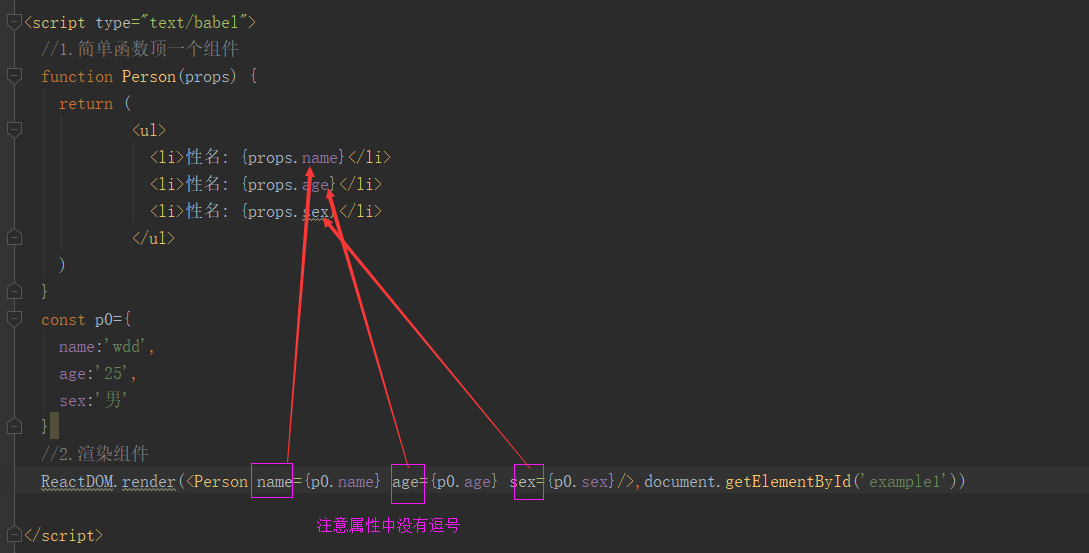 <script type="text/babel">
//1.简单函数顶一个组件
function Person(props) {
return (
<ul>
<li>性名: {props.name}</li>
<li>性名: {props.age}</li>
<li>性名: {props.sex}</li>
</ul>
)
}
const p0={
name:'wdd',
age:'25',
sex:'男'
}
//2.渲染组件
ReactDOM.render(<Person name={p0.name} age={p0.age} sex={p0.sex}/>,document.getElementById('example1'))
注意属性中没有逗号
</script>